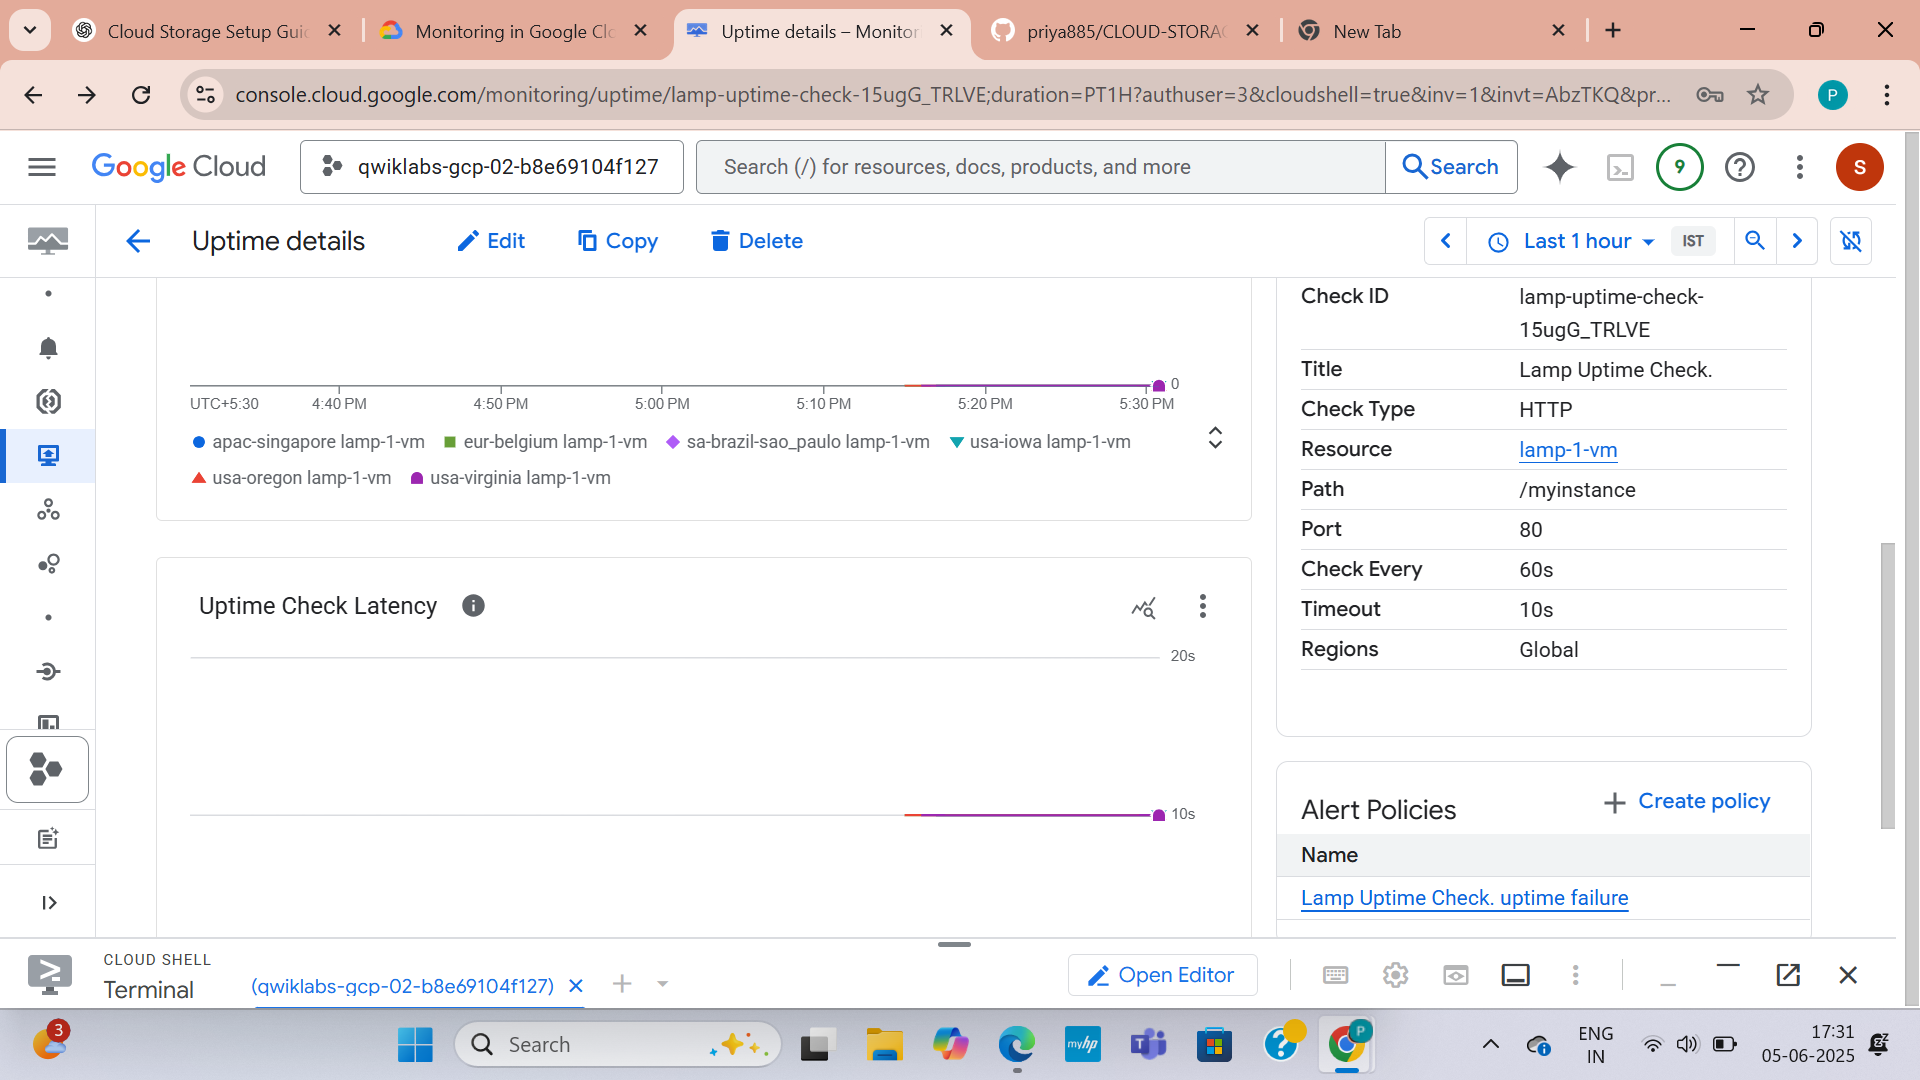 Cloud Storage Setup Guid
Monitoring in Google Clo
Uptime details – Monitor
priya885/CLOUD-STORAG
New Tab
console.cloud.google.com/monitoring/uptime/lamp-uptime-check-15ugG_TRLVE;duration=PT1H?authuser=3&cloudshell=true&inv=1&invt=AbzTKQ&pr...
P
Google Cloud
qwiklabs-gcp-02-b8e69104f127
Search (/) for resources, docs, products, and more
Search
9
S
Uptime details
Edit
Copy
Delete
Last 1 hour
IST
0
UTC+5:30
4:40 PM
4:50 PM
5:00 PM
5:10 PM
5:20 PM
5:30 PM
apac-singapore lamp-1-vm
eur-belgium lamp-1-vm
sa-brazil-sao_paulo lamp-1-vm
usa-iowa lamp-1-vm
usa-oregon lamp-1-vm
usa-virginia lamp-1-vm
Uptime Check Latency
20s
10s
Check ID
lamp-uptime-check-
15ugG_TRLVE
Title
Lamp Uptime Check.
Check Type
HTTP
Resource
lamp-1-vm
Path
/myinstance
Port
80
Check Every
60s
Timeout
10s
Regions
Global
Alert Policies
Create policy
Name
Lamp Uptime Check. uptime failure
CLOUD SHELL
Terminal
(qwiklabs-gcp-02-b8e69104f127)
Open Editor
3
Search
myhp
P
ENG
IN
17:31
05-06-2025